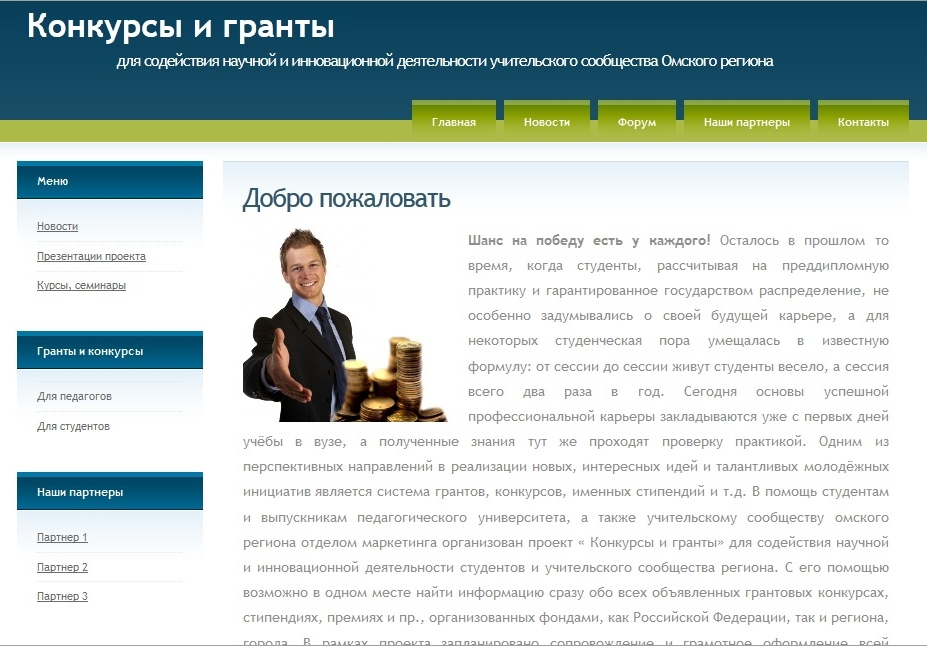 Конкурсы и гранты
для содействия научной и инновационной деятельности учительского сообщества Омского региона
Главная
Новости
Форум
Наши партнеры
Контакты
Меню
Новости
Презентации проекта
Курсы, семинары
Гранты и конкурсы
Для педагогов
Для студентов
Наши партнеры
Партнер 1
Партнер 2
Партнер 3
Добро пожаловать
Шанс на победу есть у каждого! Осталось в прошлом то
время, когда студенты, рассчитывая на преддипломную
практику и гарантированное государством распределение, не
особенно задумывались о своей будущей карьере, а для
некоторых студенческая пора умещалась в известную
формулу: от сессии до сессии живут студенты весело, а сессия
всего два раза в год. Сегодня основы успешной
профессиональной карьеры закладываются уже с первых дней
учёбы в вузе, а полученные знания тут же проходят проверку практикой. Одним из
перспективных направлений в реализации новых, интересных идей и талантливых молодёжных
инициатив является система грантов, конкурсов, именных стипендий и т.д. В помощь студентам
и выпускникам педагогического университета, а также учительскому сообществу омского
региона отделом маркетинга организован проект « Конкурсы и гранты» для содействия научной
и инновационной деятельности студентов и учительского сообщества региона. С его помощью
возможно в одном месте найти информацию сразу обо всех объявленных грантовых конкурсах,
стипендиях, премиях и пр., организованных фондами, как Российской Федерации, так и региона,
города. В рамках проекта запланировано сопровождение и грамотное оформление всей